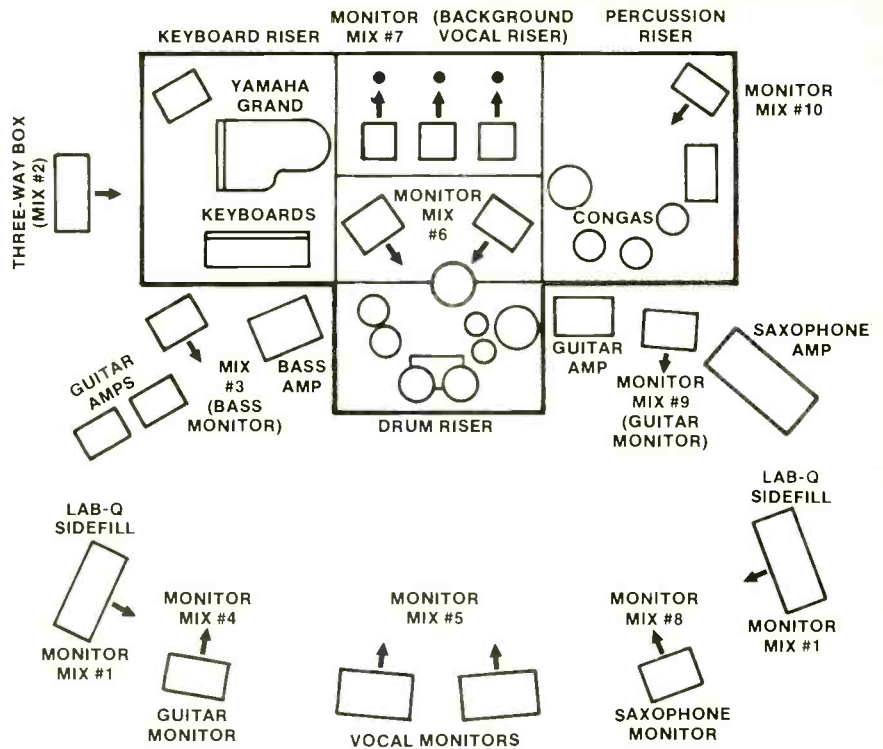 KEYBOARD RISER
MONITOR
MIX #7
(BACKGROUND
VOCAL RISER)
PERCUSSION
RISER
YAMAHA
GRAND
MONITOR
MIX #10
THREE-WAY BOX
(MIX #2)
KEYBOARDS
MONITOR
MIX
#6
CONGAS
GUITAR
AMPS
MIX
#3
(BASS
MONITOR)
BASS
AMP
DRUM RISER
GUITAR
AMP
MONITOR
MIX #9
(GUITAR
MONITOR)
SAXOPHONE
AMP
LAB-Q
SIDEFILL
LAB-Q
SIDEFILL
MONITOR
MIX #1
MONITOR
MIX #4
MONITOR
MIX #5
MONITOR
MIX #8
MONITOR
MIX #1
GUITAR
MONITOR
VOCAL MONITORS
SAXOPHONE
MONITOR